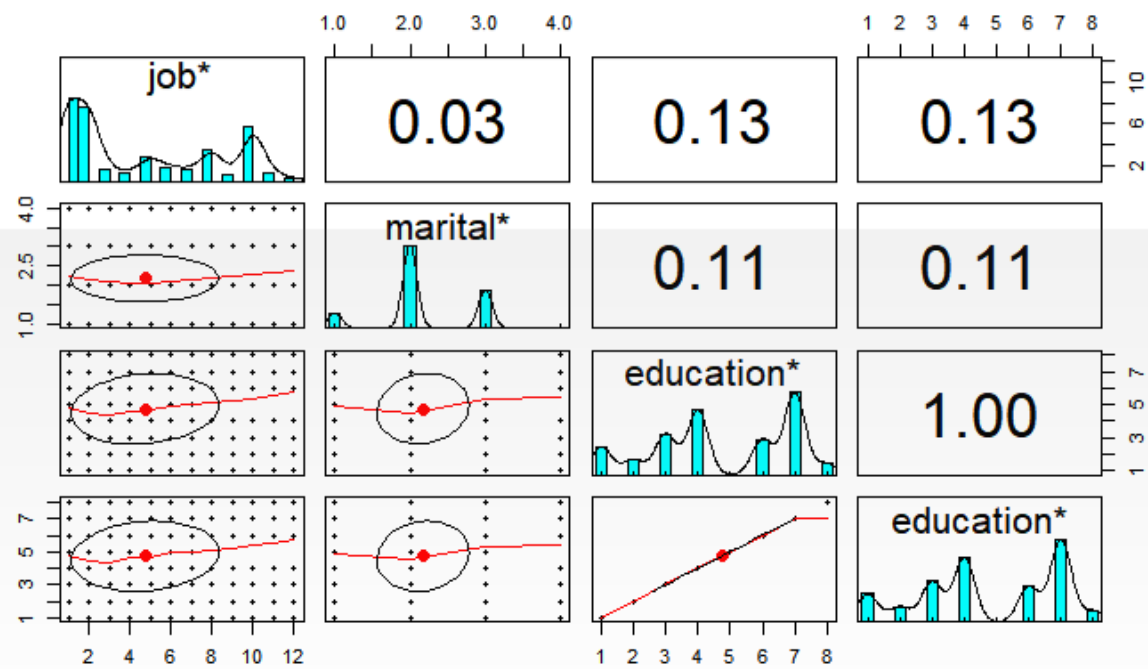 1.0 2.0 3.0 4.0 1 2 3 4 5 6 7 8
job* 0.03 0.13 0.13 2 6 10
1.0 2.5 4.0 marital* 0.11 0.11
education* 1.00 1 3 5 7
1 3 5 7 education*
2 4 6 8 10 12 1 2 3 4 5 6 7 8